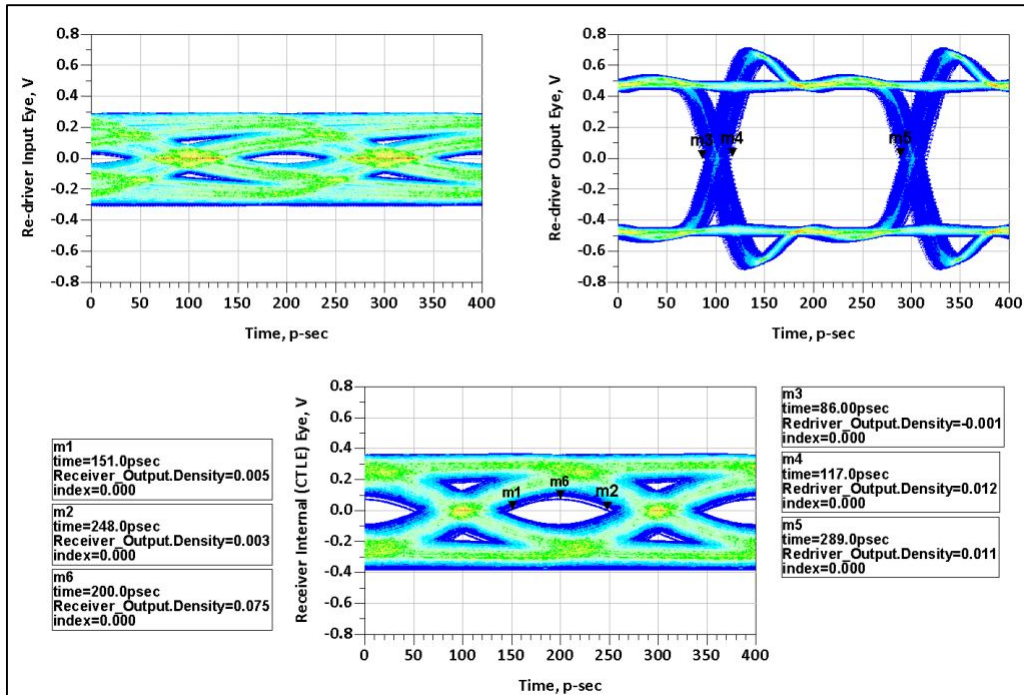 Re-driver Input Eye, V
0.8
0.6
0.4
0.2
0.0
-0.2
-0.4
-0.6
-0.8
0 50 100 150 200 250 300 350 400
Time, p-sec
Re-driver Ouput Eye, V
0.8
0.6
0.4
0.2
0.0
-0.2
-0.4
-0.6
-0.8
m3 m4 m5
0 50 100 150 200 250 300 350 400
Time, p-sec
m1
time=151.0psec
Receiver_Output.Density=0.005
index=0.000
m2
time=248.0psec
Receiver_Output.Density=0.003
index=0.000
m6
time=200.0psec
Receiver_Output.Density=0.075
index=0.000
Receiver Internal (CTLE) Eye, V
0.8
0.6
0.4
0.2
0.0
-0.2
-0.4
-0.6
-0.8
m1 m6 m2
0 50 100 150 200 250 300 350 400
Time, p-sec
m3
time=86.00psec
Redriver_Output.Density=-0.001
index=0.000
m4
time=117.0psec
Redriver_Output.Density=0.012
index=0.000
m5
time=289.0psec
Redriver_Output.Density=0.011
index=0.000